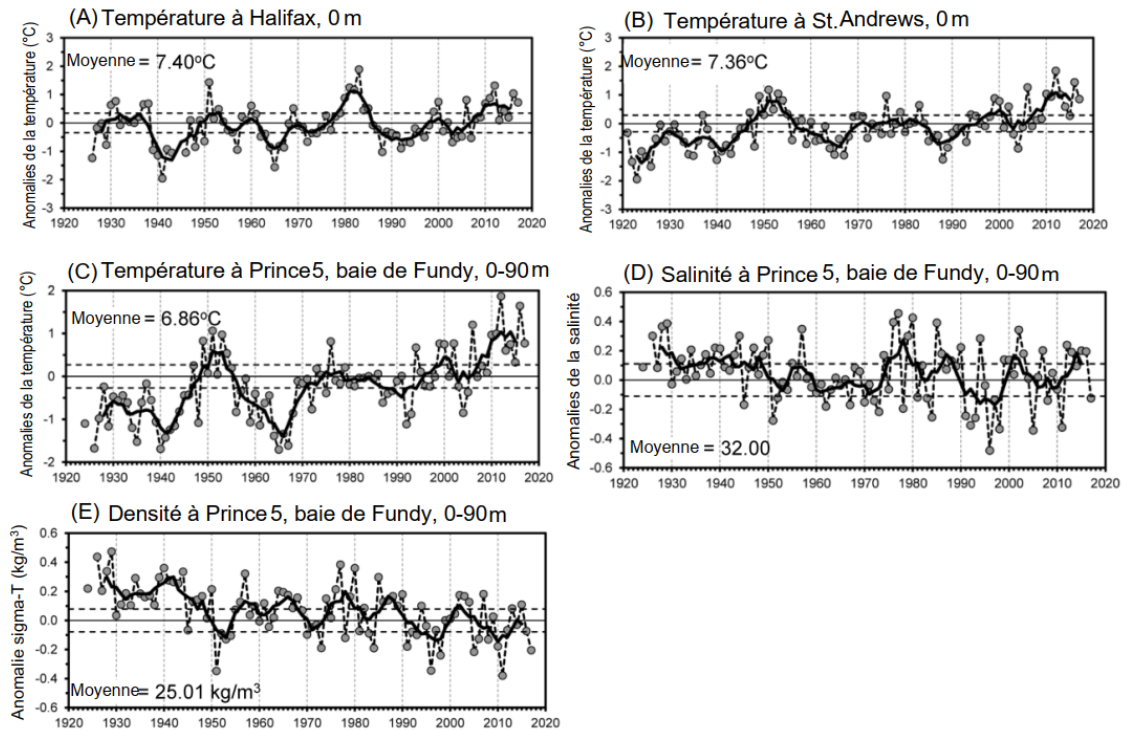 (A) Température à Halifax, 0 m
Anomalies de la température (°C)
3
2
1
0
-1
-2
-3
Moyenne = 7.40°C
1920 1930 1940 1950 1960 1970 1980 1990 2000 2010 2020
(B) Température à St. Andrews, 0 m
Anomalies de la température (°C)
3
2
1
0
-1
-2
-3
Moyenne = 7.36°C
1920 1930 1940 1950 1960 1970 1980 1990 2000 2010 2020
(C) Température à Prince 5, baie de Fundy, 0-90 m
Anomalies de la température (°C)
2
1
0
-1
-2
Moyenne = 6.86°C
1920 1930 1940 1950 1960 1970 1980 1990 2000 2010 2020
(D) Salinité à Prince 5, baie de Fundy, 0-90 m
Anomalies de la salinité
0.6
0.4
0.2
0.0
-0.2
-0.4
-0.6
Moyenne = 32.00
1920 1930 1940 1950 1960 1970 1980 1990 2000 2010 2020
(E) Densité à Prince 5, baie de Fundy, 0-90 m
Anomalie sigma-T (kg/m³)
0.6
0.4
0.2
0.0
-0.2
-0.4
-0.6
Moyenne = 25.01 kg/m³
1920 1930 1940 1950 1960 1970 1980 1990 2000 2010 2020